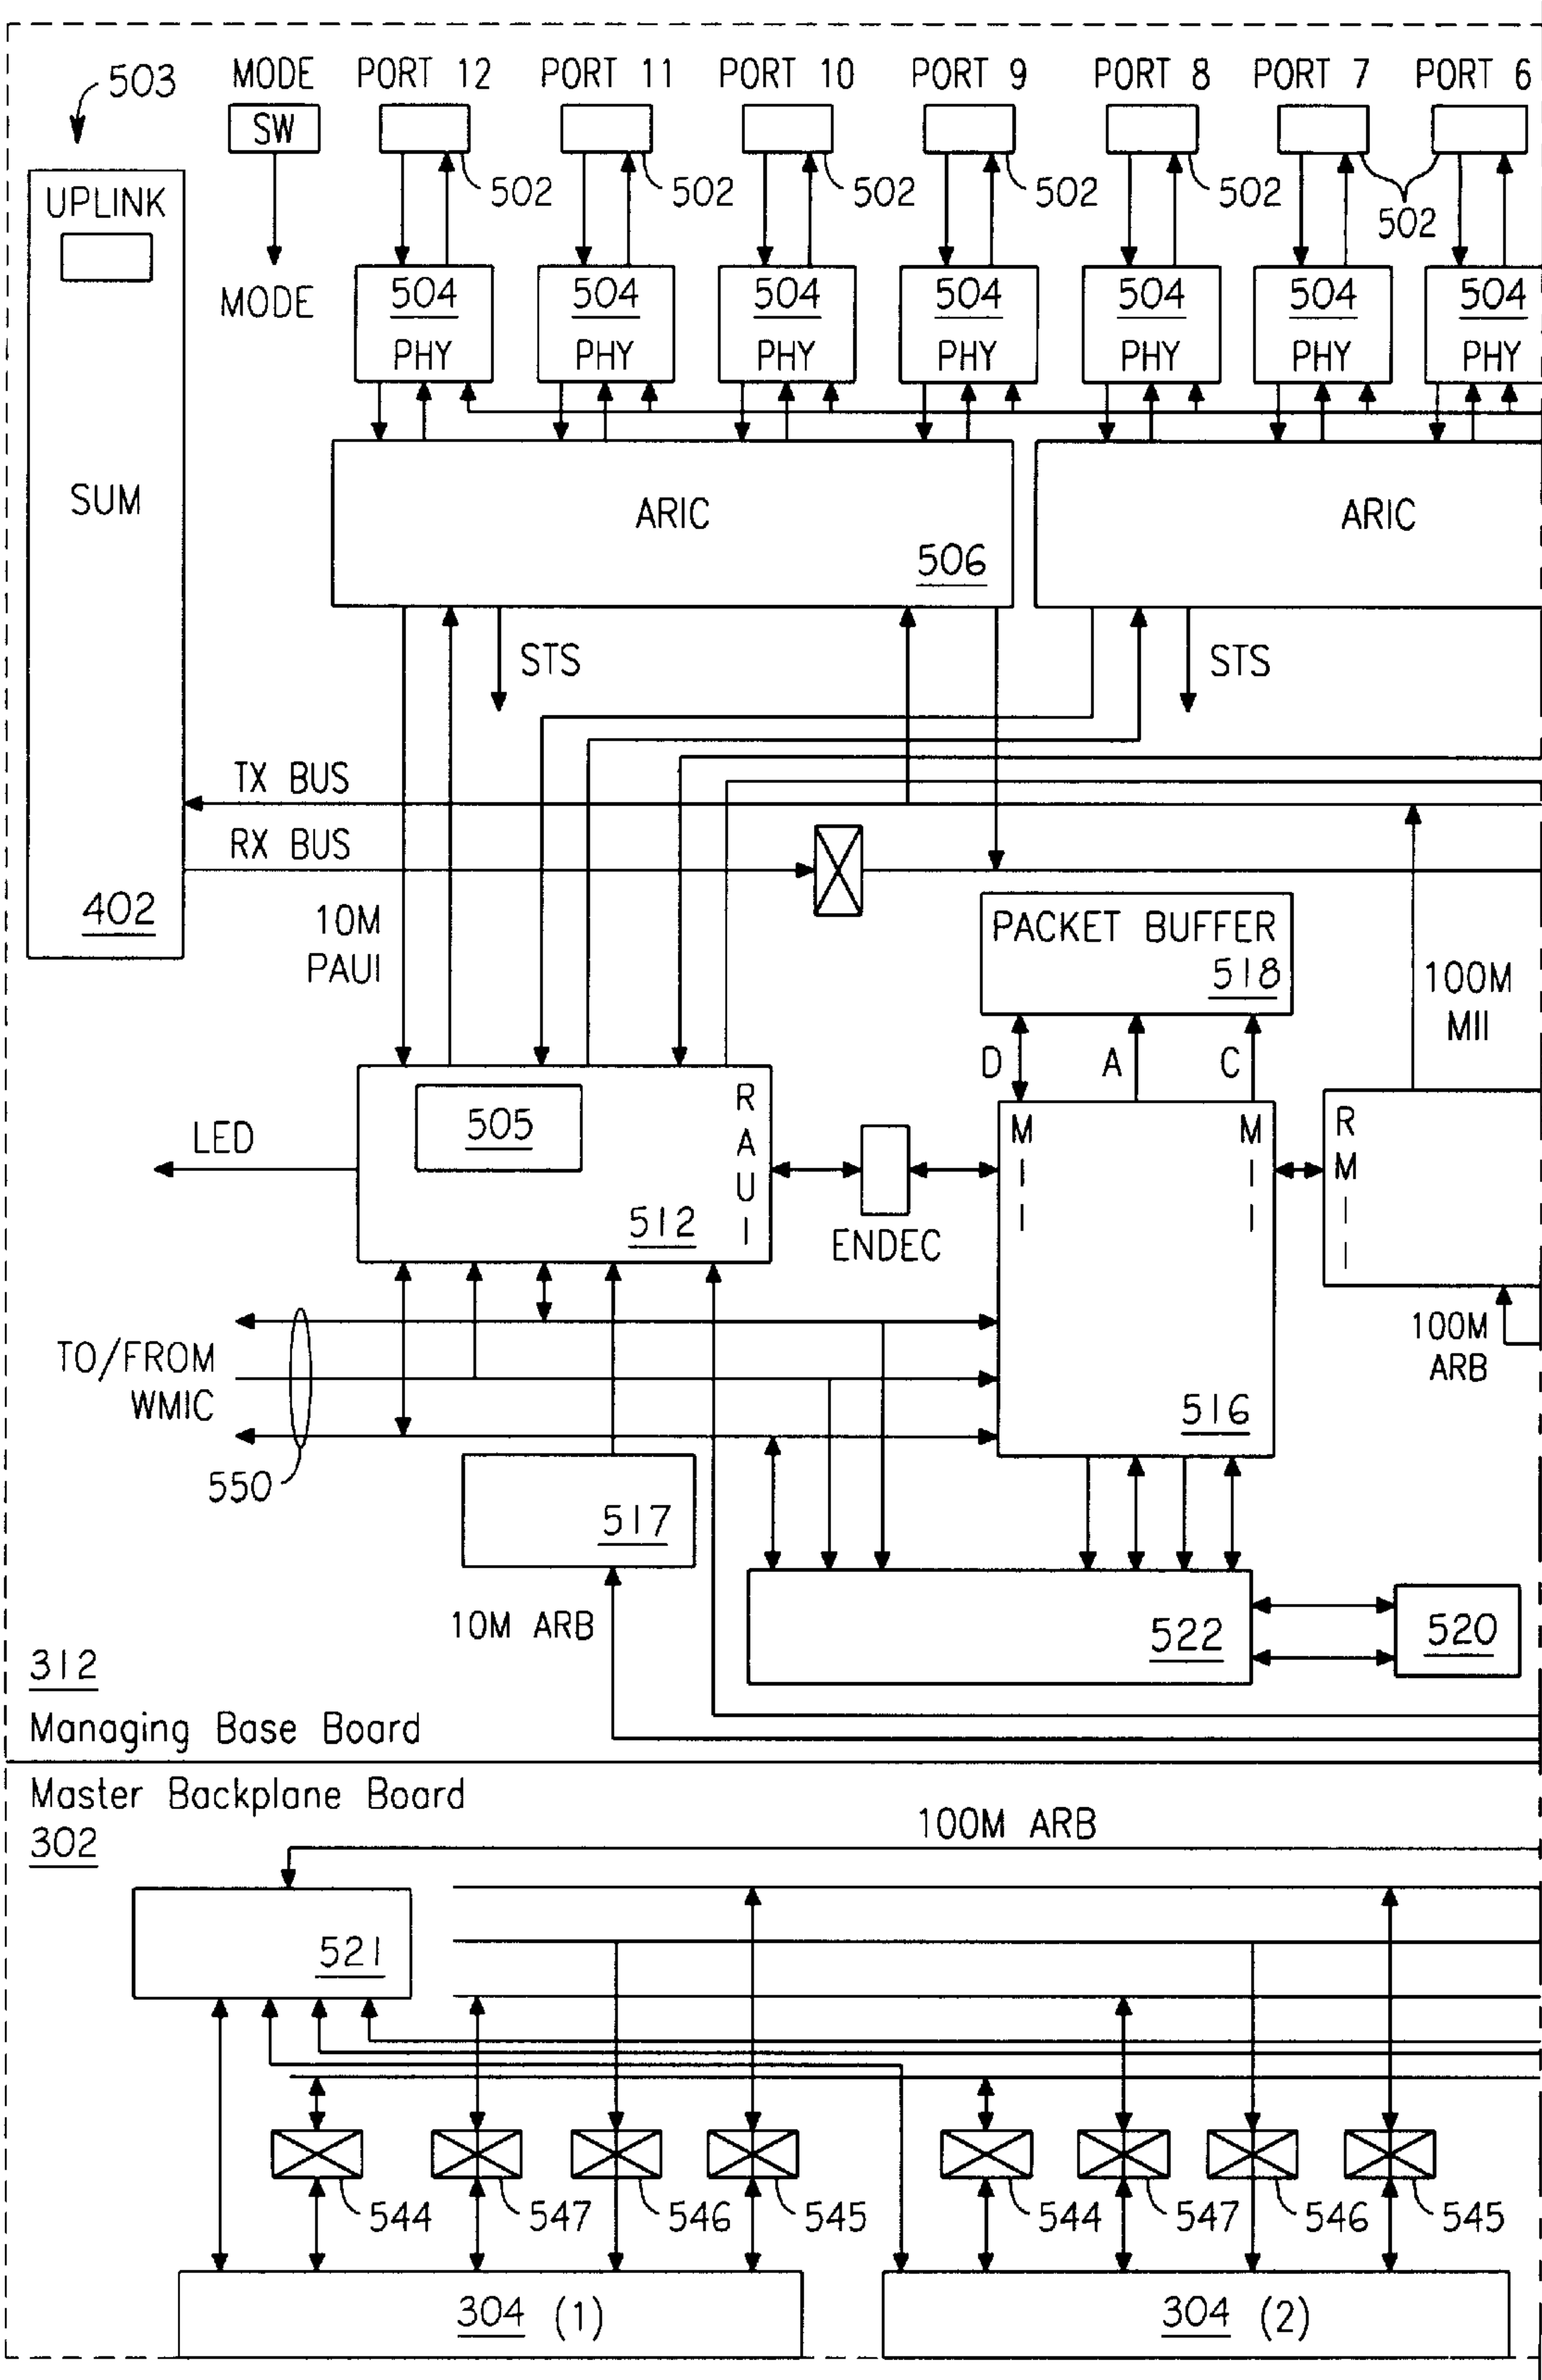 503
MODE
PORT 12
PORT 11
PORT 10
PORT 9
PORT 8
PORT 7
PORT 6
SW
UPLINK
502
502
502
502
502
502
MODE
504
504
504
504
504
504
504
PHY
PHY
PHY
PHY
PHY
PHY
PHY
SUM
ARIC
506
ARIC
STS
STS
TX BUS
RX BUS
402
10M
PAUI
PACKET BUFFER
518
100M
MII
D
A
C
LED
505
RAUI
512
ENDEC
MII
MII
RMII
516
TO/FROM
WMIC
550
100M
ARB
517
10M ARB
522
520
312
Managing Base Board
Master Backplane Board
302
100M ARB
521
544
547
546
545
544
547
546
545
304 (1)
304 (2)